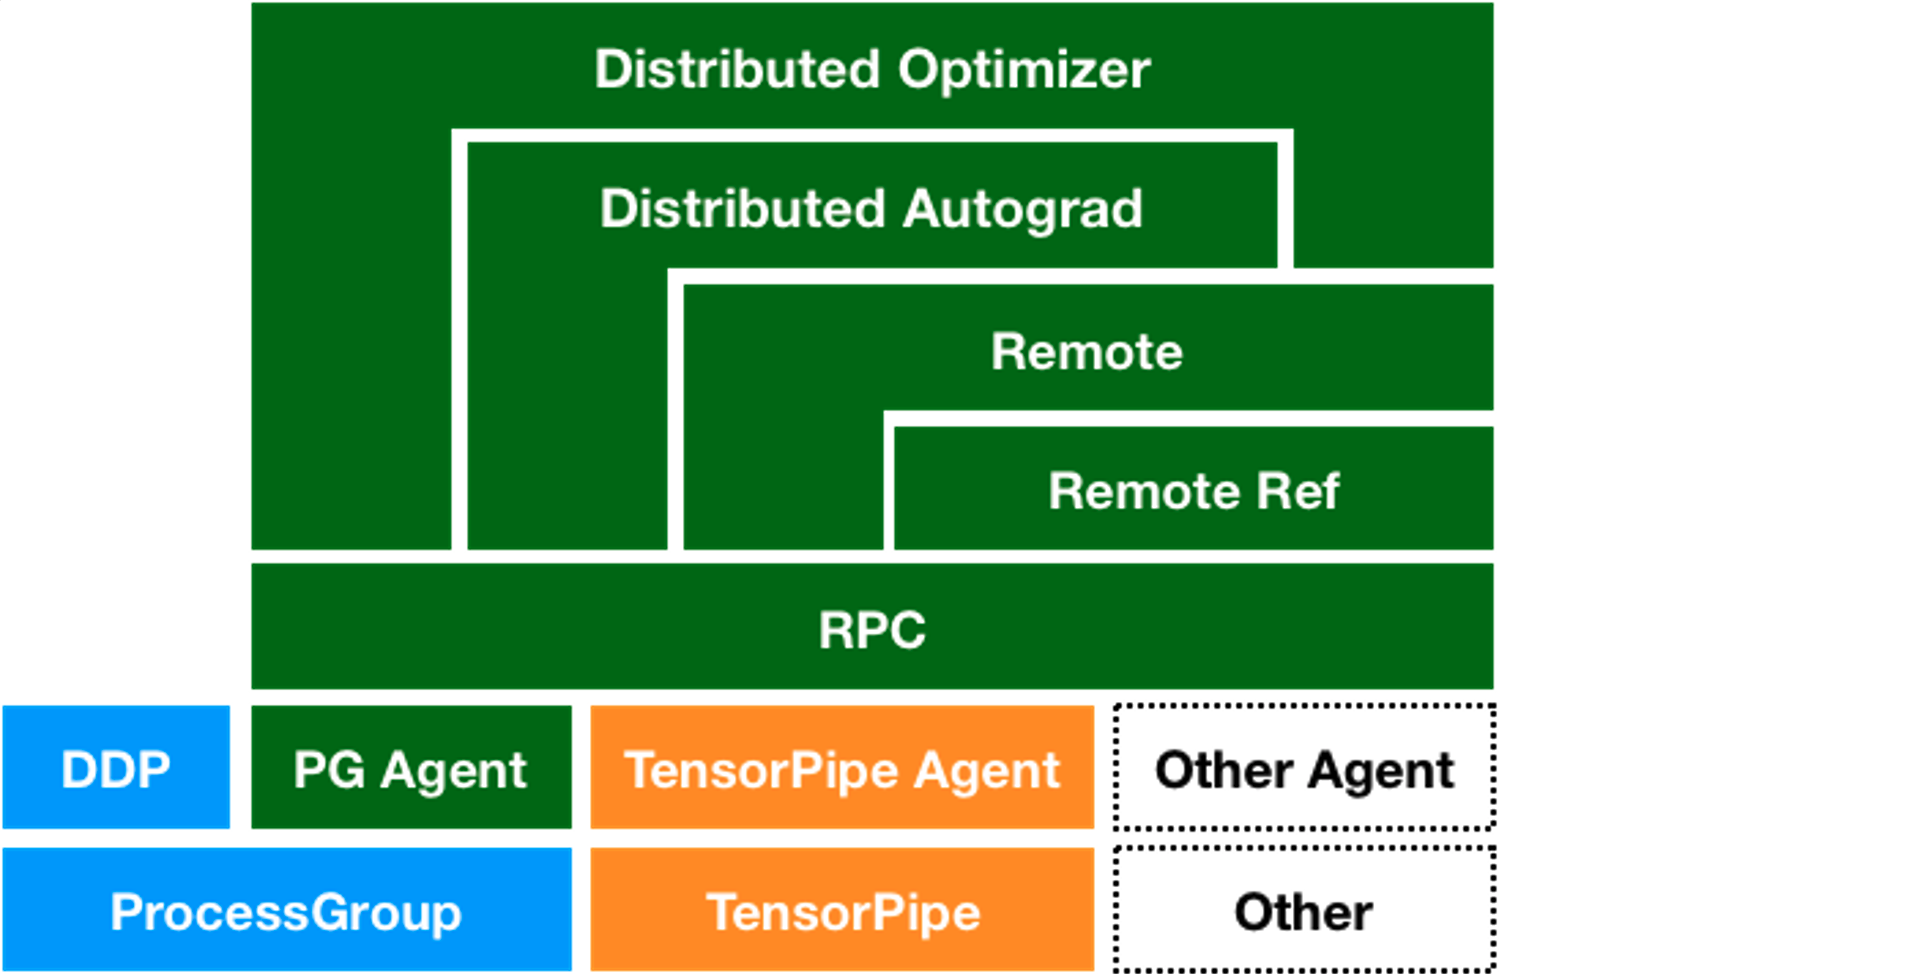 Distributed Optimizer
Distributed Autograd
Remote
Remote Ref
RPC
DDP
PG Agent
TensorPipe Agent
Other Agent
ProcessGroup
TensorPipe
Other